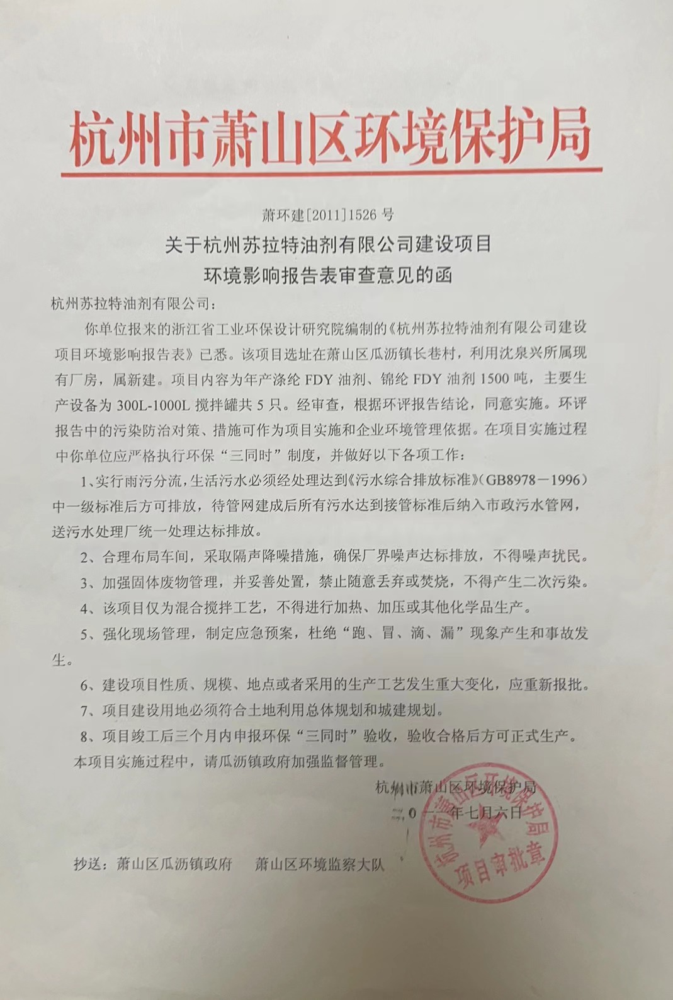 杭州市萧山区环境保护局
萧环建[2011]1526 号
关于杭州苏拉特油剂有限公司建设项目
环境影响报告表审查意见的函
杭州苏拉特油剂有限公司：
你单位报来的浙江省工业环保设计研究院编制的《杭州苏拉特油剂有限公司建设
项目环境影响报告表》已悉。该项目选址在萧山区瓜沥镇长巷村，利用沈泉兴所属现
有厂房，属新建。项目内容为年产涤纶 FDY 油剂、锦纶 FDY 油剂 1500 吨，主要生
产设备为 300L-1000L 搅拌罐共 5 只。经审查，根据环评报告结论，同意实施。环评
报告中的污染防治对策、措施可作为项目实施和企业环境管理依据。在项目实施过程
中你单位应严格执行环保“三同时”制度，并做好以下各项工作：
1、实行雨污分流，生活污水必须经处理达到《污水综合排放标准》（GB8978－1996）
中一级标准后方可排放，待管网建成后所有污水达到接管标准后纳入市政污水管网，
送污水处理厂统一处理达标排放。
2、合理布局车间，采取隔声降噪措施，确保厂界噪声达标排放，不得噪声扰民。
3、加强固体废物管理，并妥善处置，禁止随意丢弃或焚烧，不得产生二次污染。
4、该项目仅为混合搅拌工艺，不得进行加热、加压或其他化学品生产。
5、强化现场管理，制定应急预案，杜绝“跑、冒、滴、漏”现象产生和事故发
生。
6、建设项目性质、规模、地点或者采用的生产工艺发生重大变化，应重新报批。
7、项目建设用地必须符合土地利用总体规划和城建规划。
8、项目竣工后三个月内申报环保“三同时”验收，验收合格后方可正式生产。
本项目实施过程中，请瓜沥镇政府加强监督管理。
杭州市萧山区环境保护局
二〇一一年七月六日
杭州市萧山区环境保护局
项目审批章
抄送：萧山区瓜沥镇政府 萧山区环境监察大队